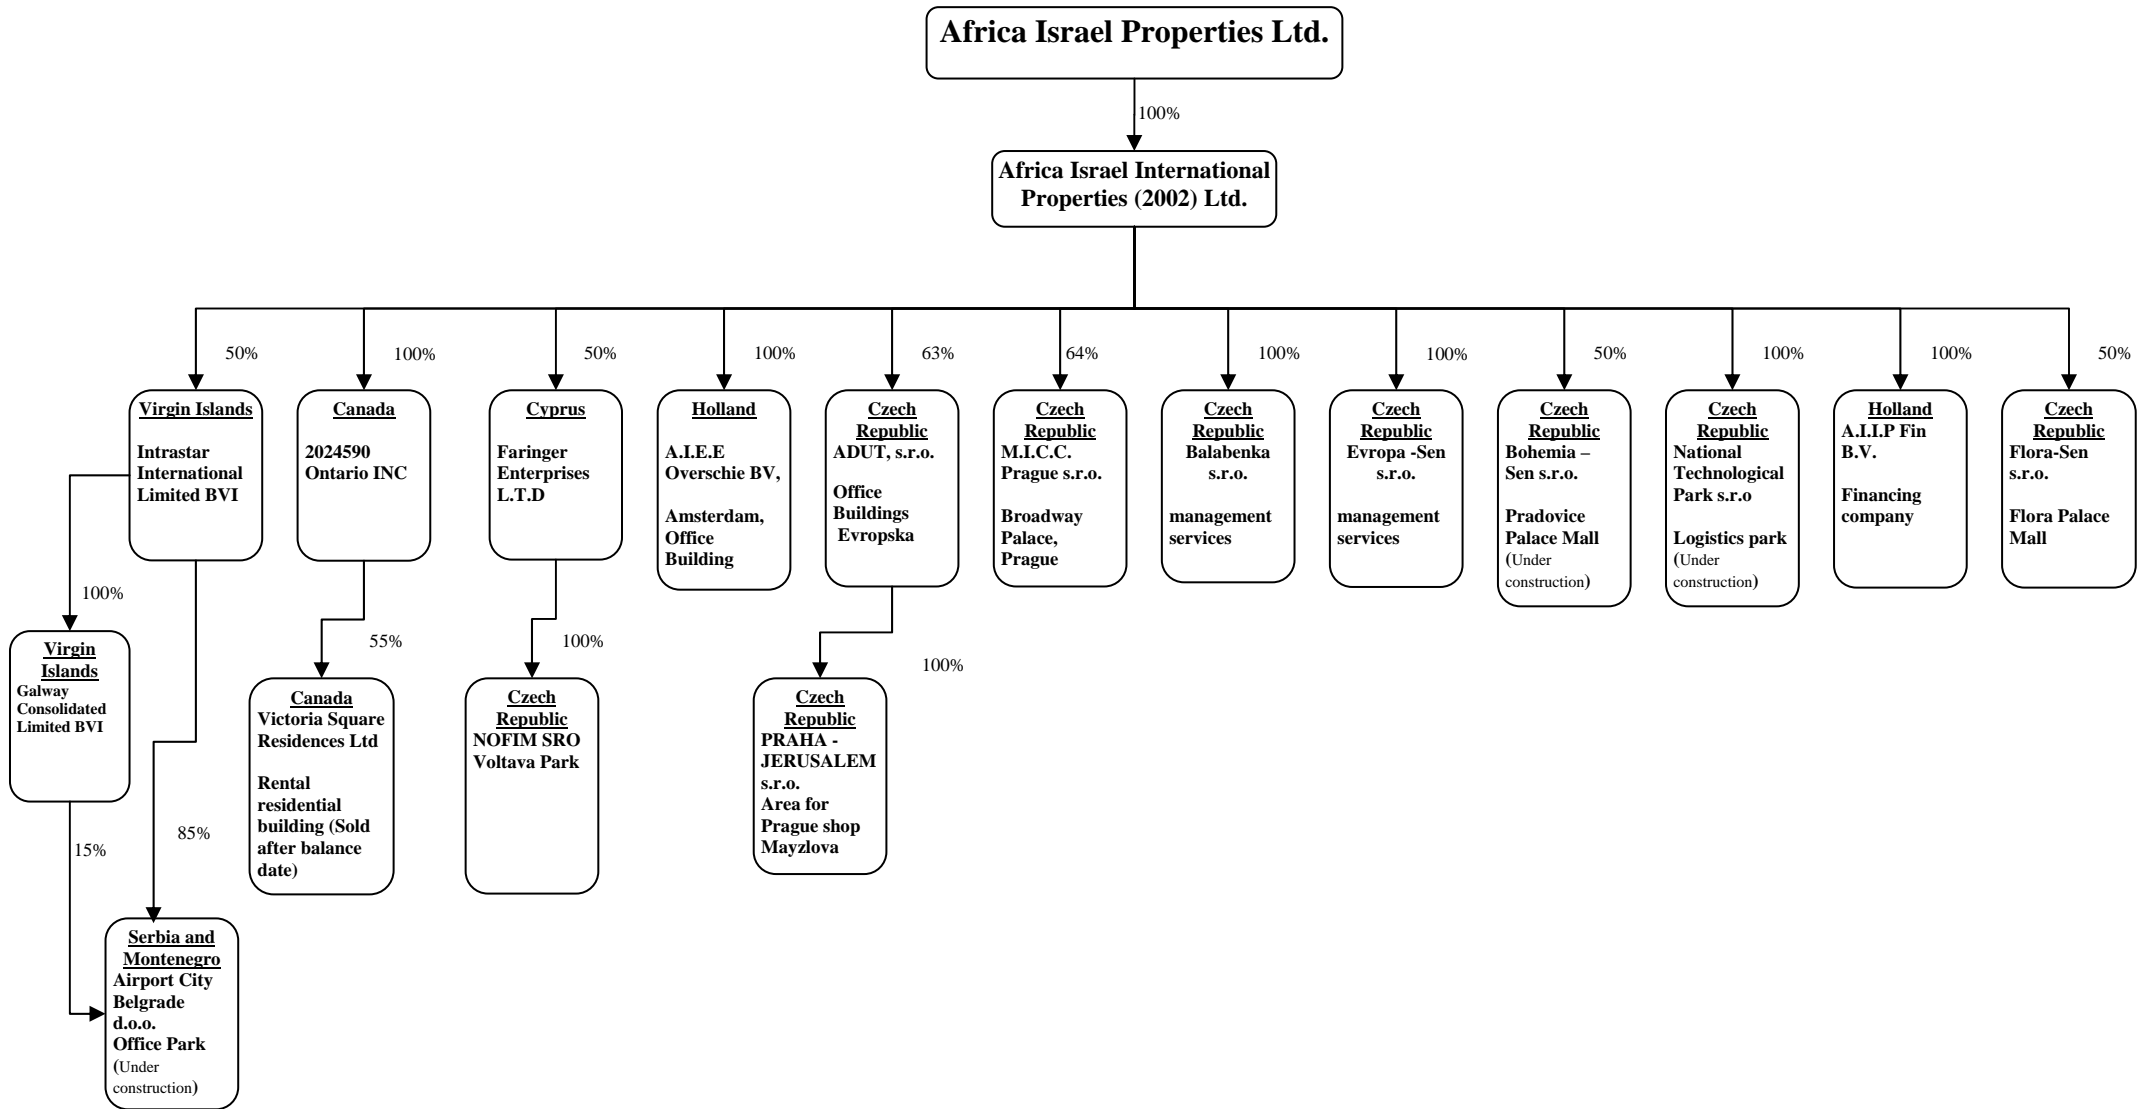 Africa Israel Properties Ltd.
100%
Africa Israel International
Properties (2002) Ltd.
50%
100%
50%
100%
63%
64%
100%
100%
50%
100%
100%
50%
Virgin Islands
Intrastar
International
Limited BVI
Canada
2024590
Ontario INC
Cyprus
Faringer
Enterprises
L.T.D
Holland
A.I.E.E
Overschie BV,
Amsterdam,
Office
Building
Czech
Republic
ADUT, s.r.o.
Office
Buildings
Evropska
Czech
Republic
M.I.C.C.
Prague s.r.o.
Broadway
Palace,
Prague
Czech
Republic
Balabenka
s.r.o.
management
services
Czech
Republic
Evropa -Sen
s.r.o.
management
services
Czech
Republic
Bohemia –
Sen s.r.o.
Pradovice
Palace Mall
(Under
construction)
Czech
Republic
National
Technological
Park s.r.o
Logistics park
(Under
construction)
Holland
A.I.I.P Fin
B.V.
Financing
company
Czech
Republic
Flora-Sen
s.r.o.
Flora Palace
Mall
100%
55%
100%
100%
Virgin
Islands
Galway
Consolidated
Limited BVI
Canada
Victoria Square
Residences Ltd
Rental
residential
building (Sold
after balance
date)
Czech
Republic
NOFIM SRO
Voltava Park
Czech
Republic
PRAHA -
JERUSALEM
s.r.o.
Area for
Prague shop
Mayzlova
85%
15%
Serbia and
Montenegro
Airport City
Belgrade
d.o.o.
Office Park
(Under
construction)